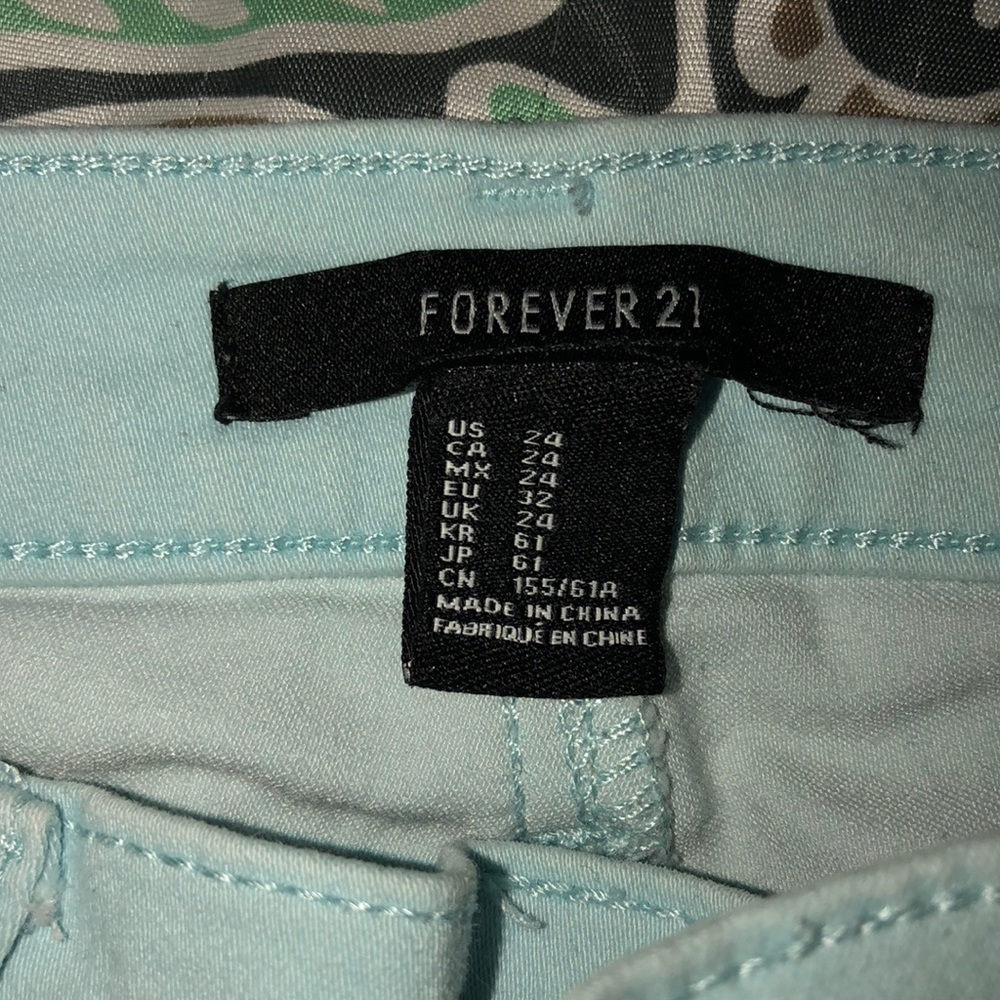 FOREVER 21
US 24
CA 24
MX 24
EU 32
UK 24
KR 61
JP 61
CN 155/61A
MADE IN CHINA
FABRIQUÉ EN CHINE